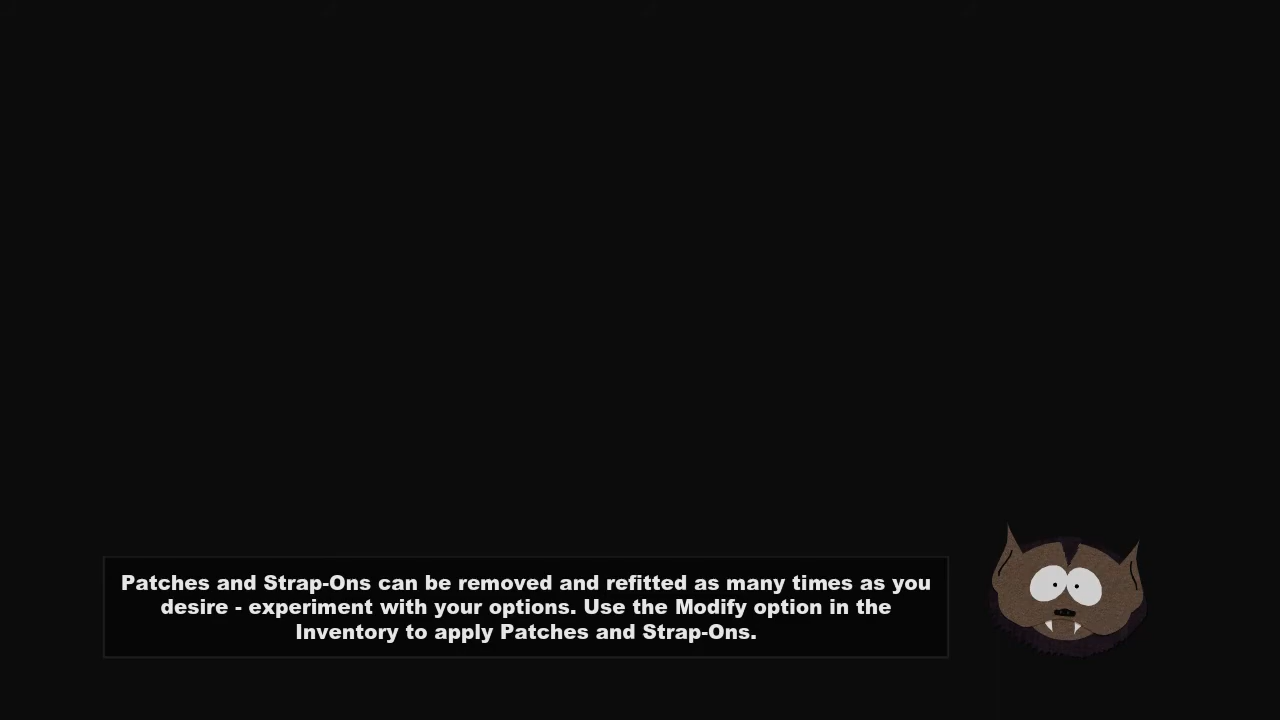 Patches and Strap-Ons can be removed and refitted as many times as you
desire - experiment with your options. Use the Modify option in the
Inventory to apply Patches and Strap-Ons.